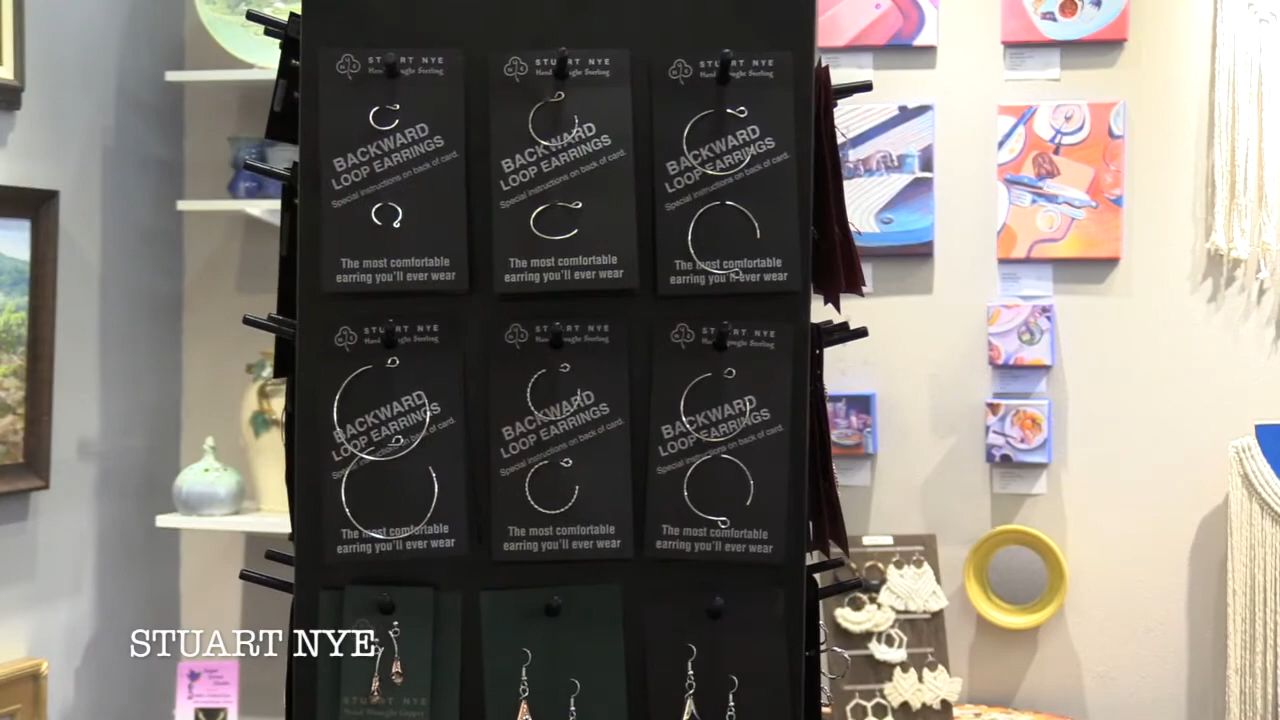 STUART NYE
Hand Wrought Sterling
BACKWARD
LOOP EARRINGS
Special instructions on back of card.
The most comfortable
earring you'll ever wear
STUART NYE
Hand Wrought Sterling
BACKWARD
LOOP EARRINGS
Special instructions on back of card.
The most comfortable
earring you'll ever wear
STUART NYE
Hand Wrought Sterling
BACKWARD
LOOP EARRINGS
Special instructions on back of card.
The most comfortable
earring you'll ever wear
STUART NYE
Hand Wrought Sterling
BACKWARD
LOOP EARRINGS
Special instructions on back of card.
The most comfortable
earring you'll ever wear
STUART NYE
Hand Wrought Sterling
BACKWARD
LOOP EARRINGS
Special instructions on back of card.
The most comfortable
earring you'll ever wear
STUART NYE
Hand Wrought Sterling
BACKWARD
LOOP EARRINGS
Special instructions on back of card.
The most comfortable
earring you'll ever wear
STUART NYE
STUART NYE
Hand Wrought Copper